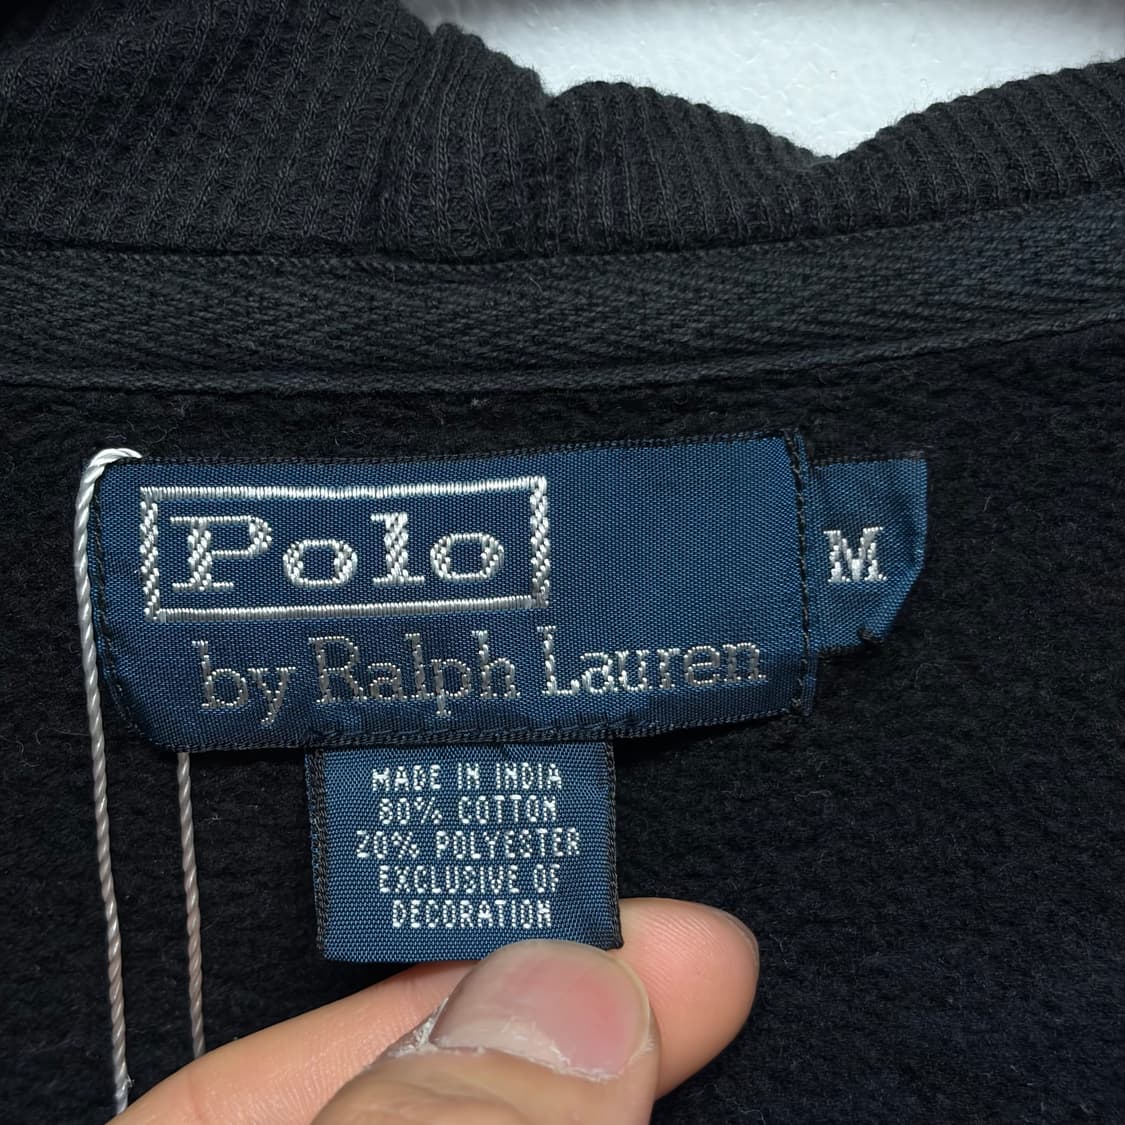 Polo
by Ralph Lauren
M
MADE IN INDIA
80% COTTON
20% POLYESTER
EXCLUSIVE OF
DECORATION